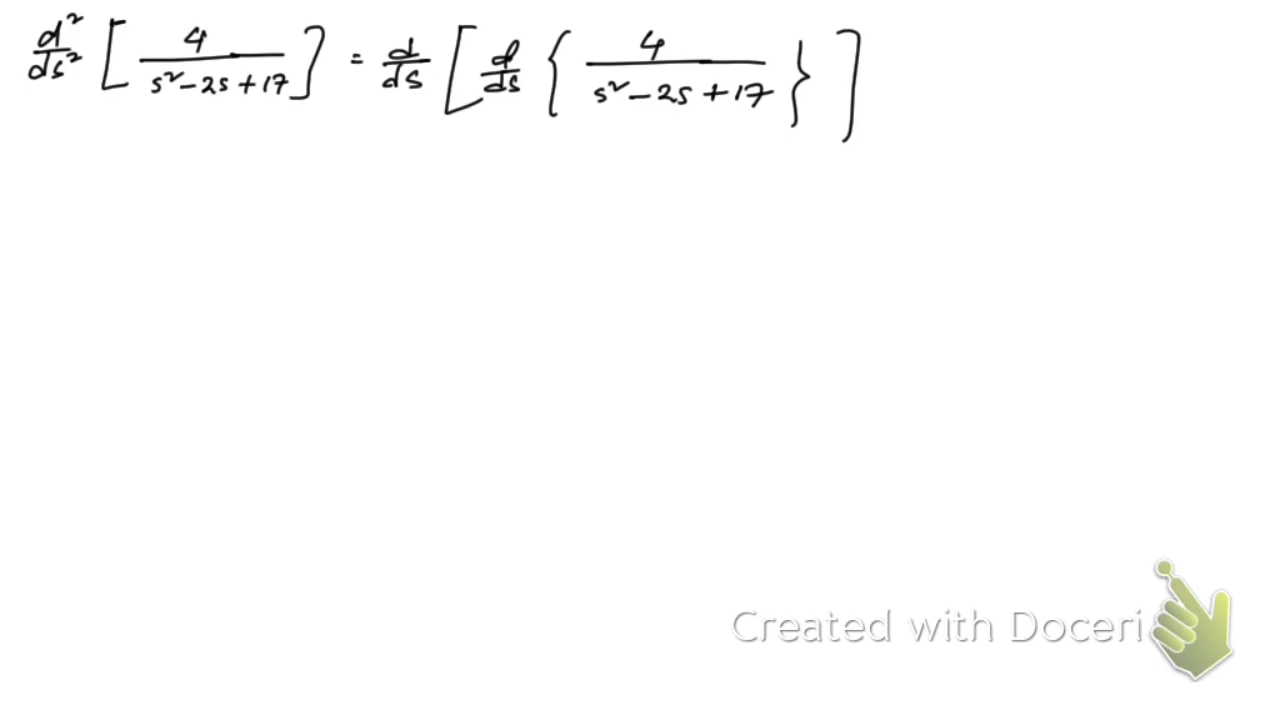 d²/ds² [ 4/(s²-2s+17) ] = d/ds [ d/ds { 4/(s²-2s+17) } ]
Created with Doceri